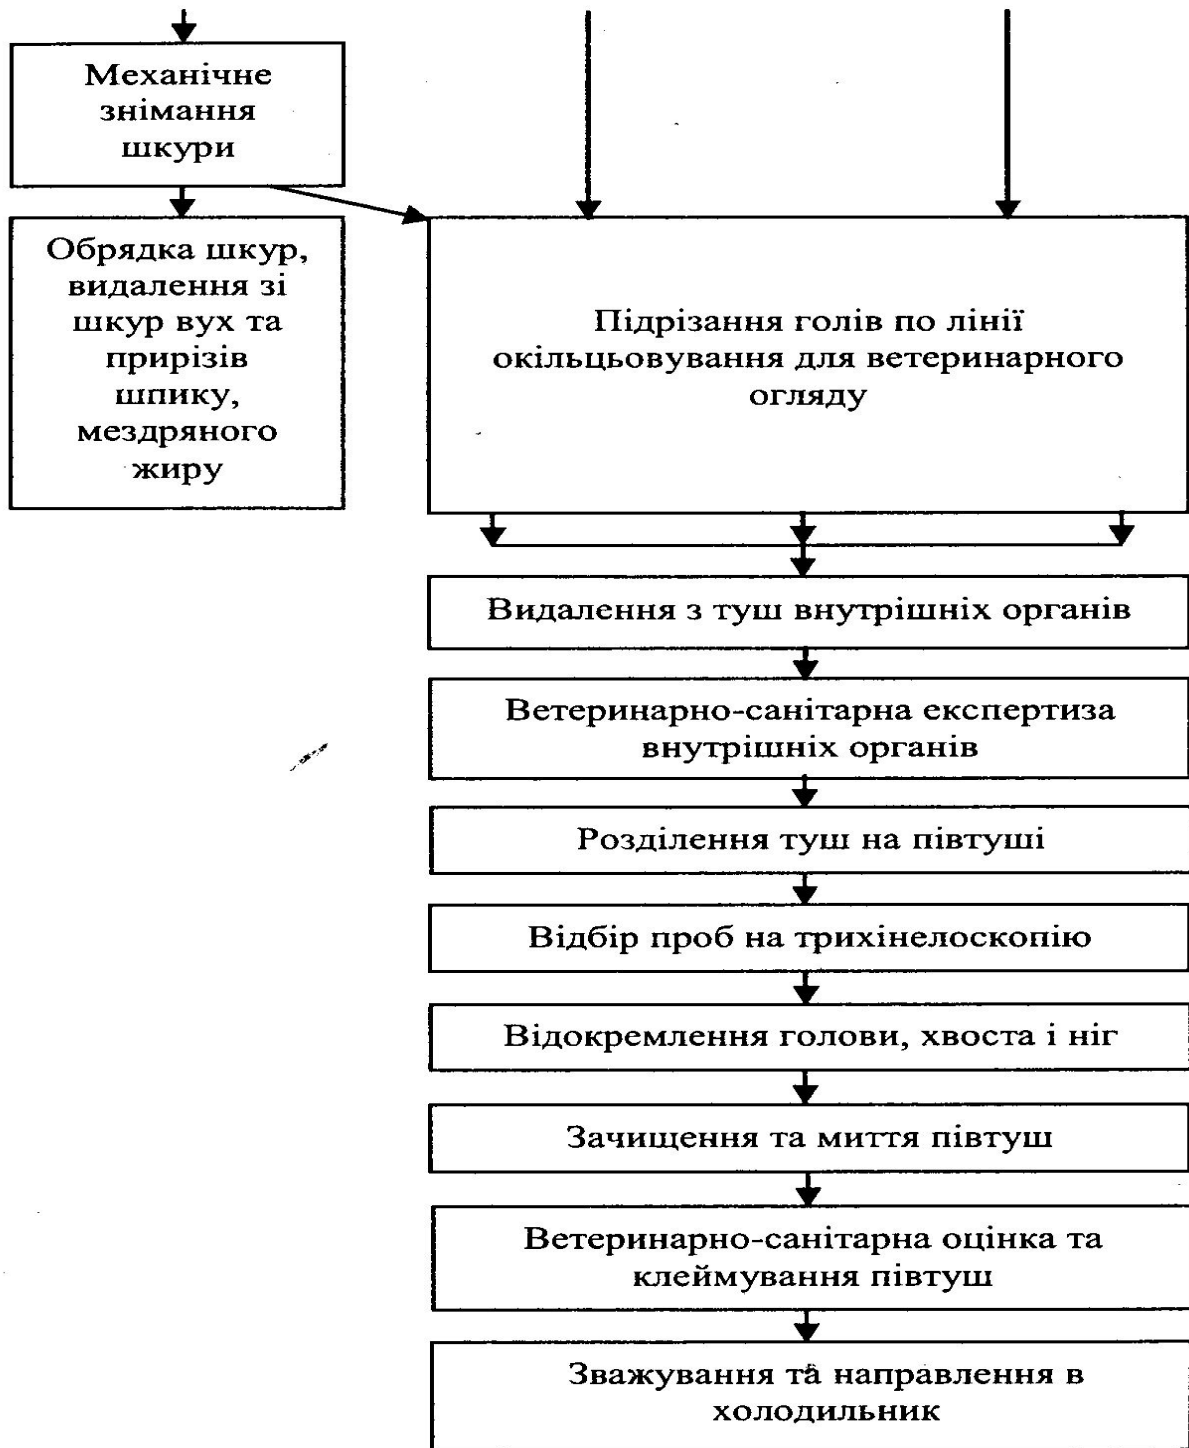 Механічне
знімання
шкури
Обрядка шкур,
видалення зі
шкур вух та
прирізів
шпику,
мездряного
жиру
Підрізання голів по лінії
окільцьовування для ветеринарного
огляду
Видалення з туш внутрішніх органів
Ветеринарно-санітарна експертиза
внутрішніх органів
Розділення туш на півтуші
Відбір проб на трихінелоскопію
Відокремлення голови, хвоста і ніг
Зачищення та миття півтуш
Ветеринарно-санітарна оцінка та
клеймування півтуш
Зважування та направлення в
холодильник